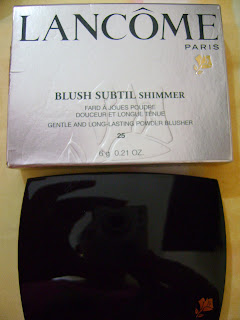 LANCÔME
PARIS
BLUSH SUBTIL SHIMMER
FARD À JOUES POUDRE
DOUCEUR ET LONGUE TENUE
GENTLE AND LONG-LASTING POWDER BLUSHER
25
6 g 0.21 OZ.